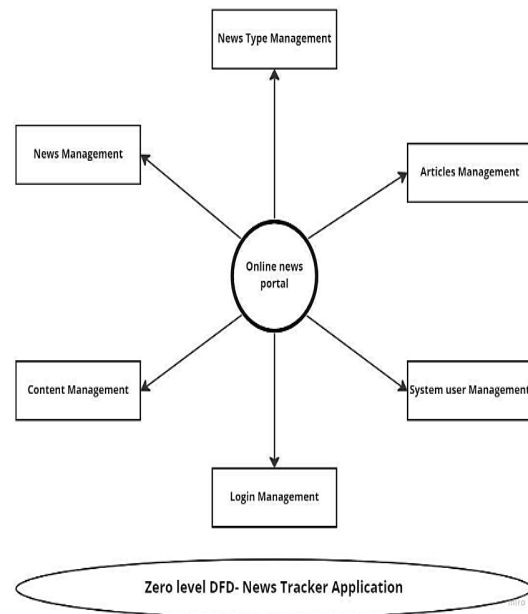 News Type Management
News Management
Articles Management
Online news
portal
Content Management
System user Management
Login Management
Zero level DFD- News Tracker Application
miro